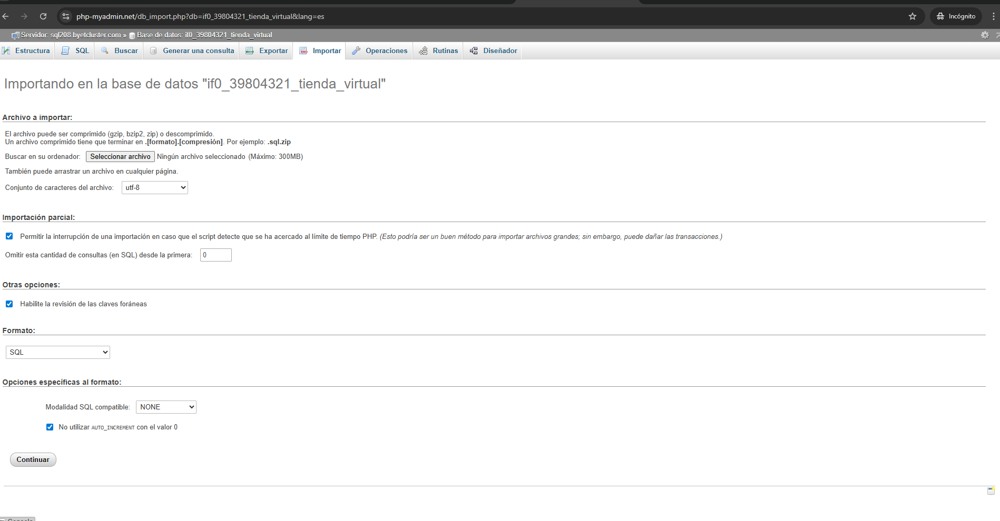 php-myadmin.net/db_import.php?db=if0_39804321_tienda_virtual&lang=es
Incógnito
Servidor: sql208.byetcluster.com » Base de datos: if0_39804321_tienda_virtual
Estructura SQL Buscar Generar una consulta Exportar Importar Operaciones Rutinas Diseñador
Importando en la base de datos "if0_39804321_tienda_virtual"
Archivo a importar:
El archivo puede ser comprimido (gzip, bzip2, zip) o descomprimido.
Un archivo comprimido tiene que terminar en .[formato].[compresión]. Por ejemplo: .sql.zip
Buscar en su ordenador: Seleccionar archivo Ningún archivo seleccionado (Máximo: 300MB)
También puede arrastrar un archivo en cualquier página.
Conjunto de caracteres del archivo: utf-8
Importación parcial:
Permitir la interrupción de una importación en caso que el script detecte que se ha acercado al límite de tiempo PHP. (Esto podría ser un buen método para importar archivos grandes; sin embargo, puede dañar las transacciones.)
Omitir esta cantidad de consultas (en SQL) desde la primera: 0
Otras opciones:
Habilite la revisión de las claves foráneas
Formato:
SQL
Opciones específicas al formato:
Modalidad SQL compatible: NONE
No utilizar AUTO_INCREMENT con el valor 0
Continuar